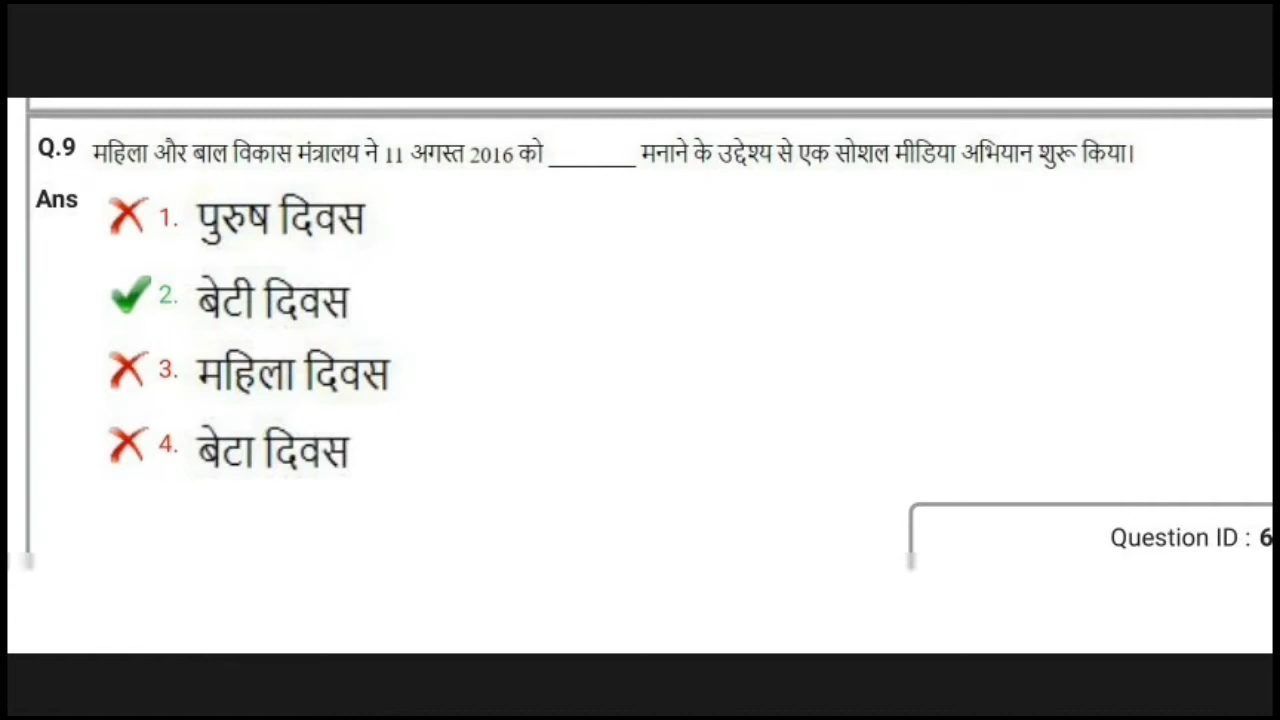 Q.9 महिला और बाल विकास मंत्रालय ने 11 अगस्त 2016 को _______ मनाने के उद्देश्य से एक सोशल मीडिया अभियान शुरू किया।
Ans 1. पुरुष दिवस
2. बेटी दिवस
3. महिला दिवस
4. बेटा दिवस
Question ID : 6